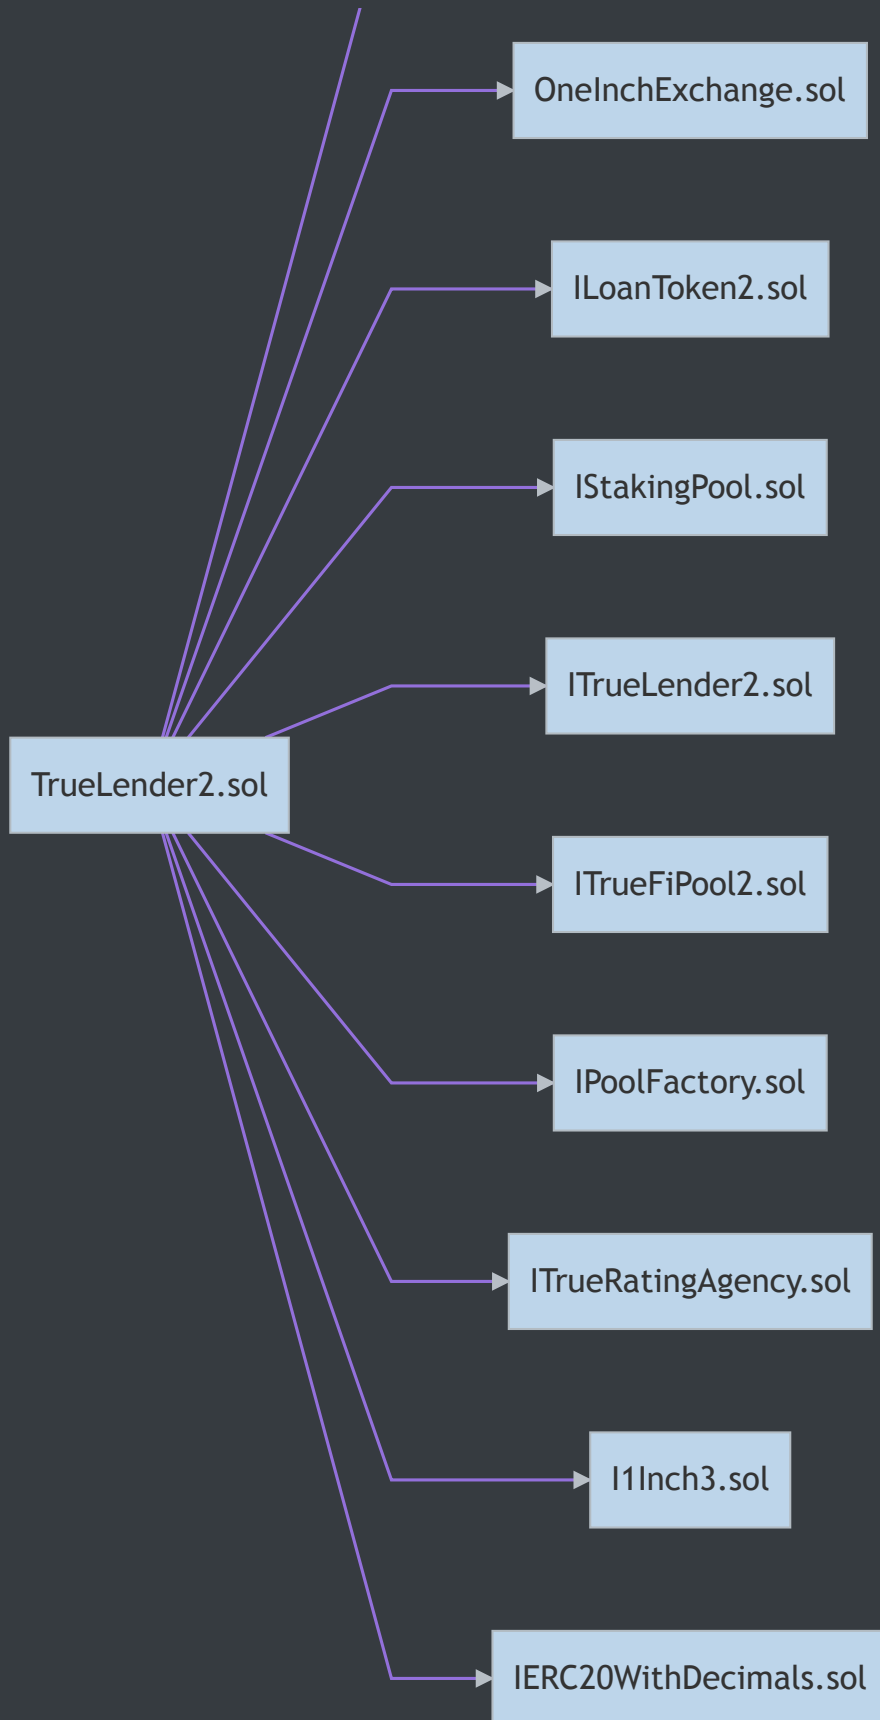 OneInchExchange.sol
ILoanToken2.sol
IStakingPool.sol
ITrueLender2.sol
TrueLender2.sol
ITrueFiPool2.sol
IPoolFactory.sol
ITrueRatingAgency.sol
I1Inch3.sol
IERC20WithDecimals.sol